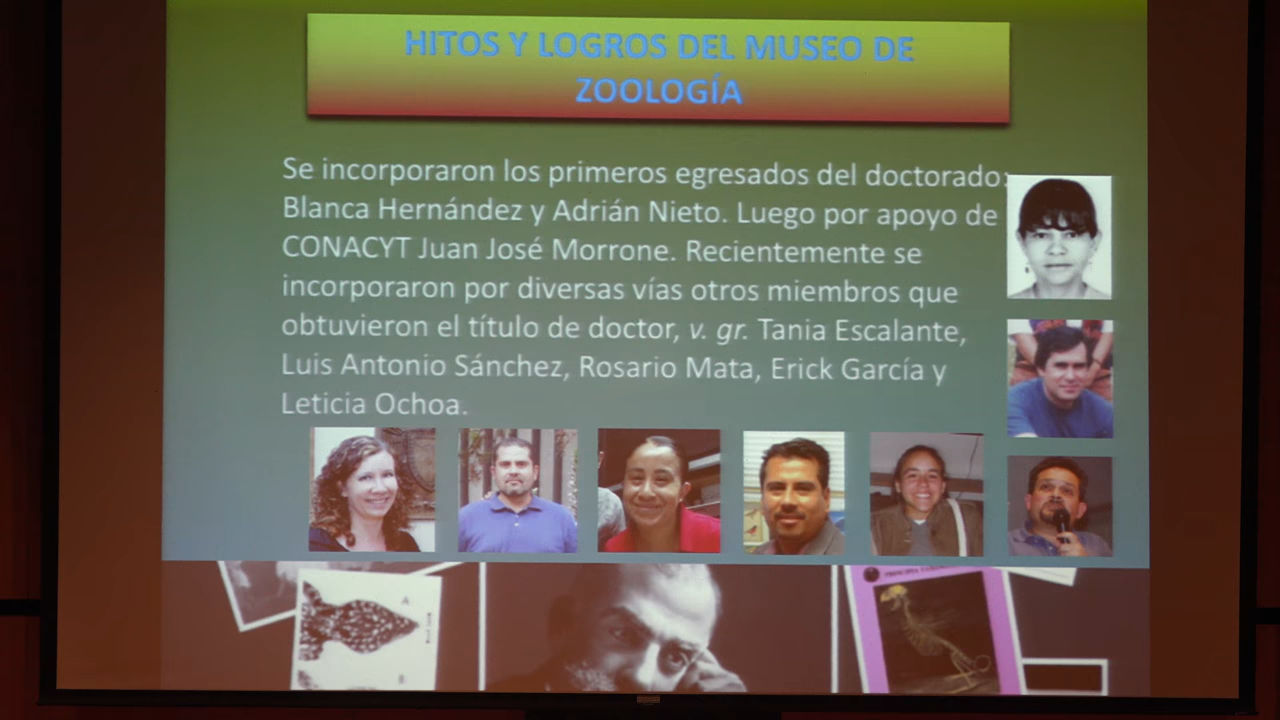 HITOS Y LOGROS DEL MUSEO DE
ZOOLOGÍA
Se incorporaron los primeros egresados del doctorado:
Blanca Hernández y Adrián Nieto. Luego por apoyo de
CONACYT Juan José Morrone. Recientemente se
incorporaron por diversas vías otros miembros que
obtuvieron el título de doctor, v. gr. Tania Escalante,
Luis Antonio Sánchez, Rosario Mata, Erick García y
Leticia Ochoa.
A